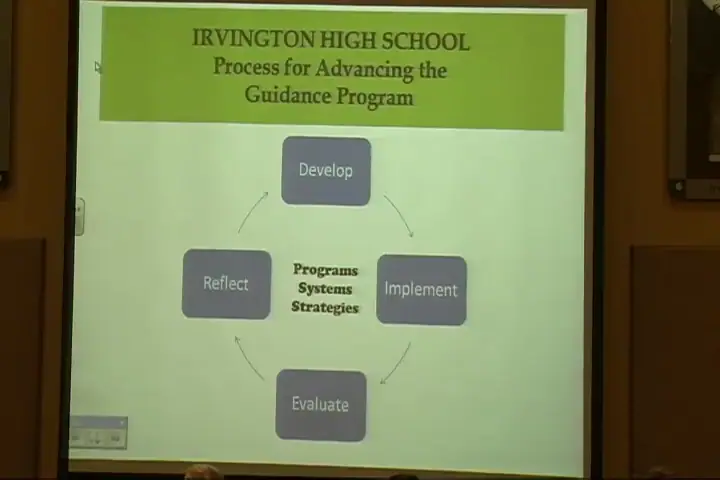 IRVINGTON HIGH SCHOOL
Process for Advancing the
Guidance Program
Develop
Reflect
Programs
Systems
Strategies
Implement
Evaluate